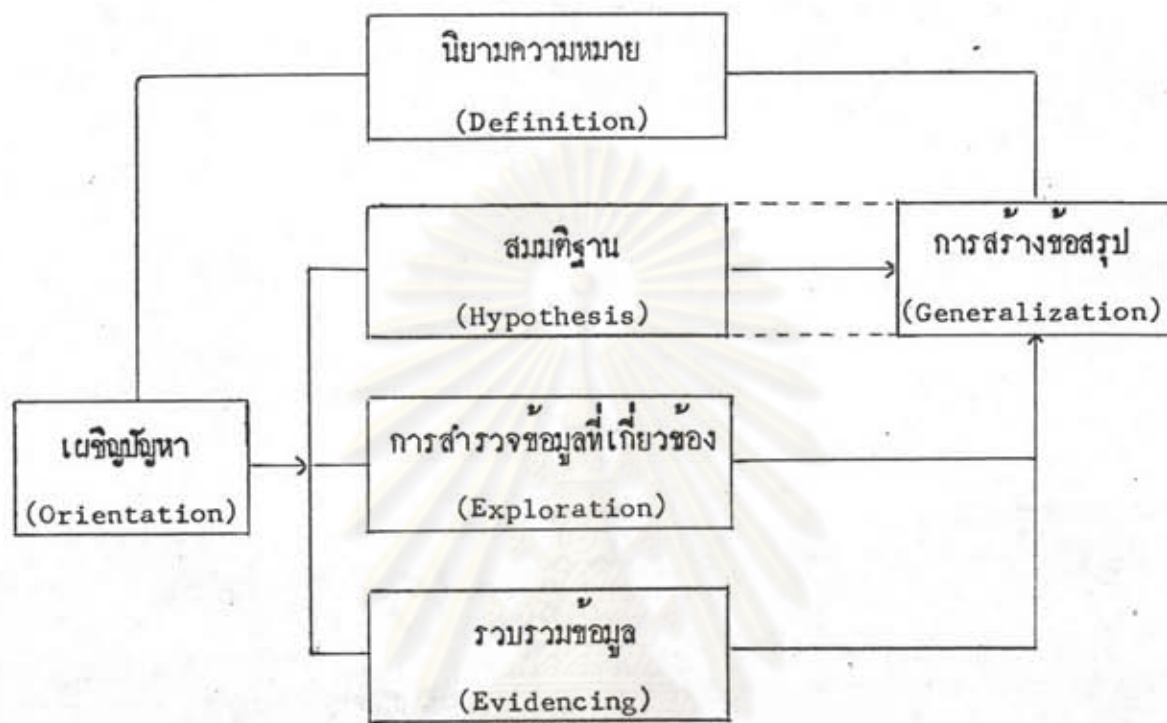 นิยามความหมาย
(Definition)
สมมติฐาน
(Hypothesis)
การสร้างข้อสรุป
(Generalization)
เผชิญปัญหา
(Orientation)
การสำรวจข้อมูลที่เกี่ยวข้อง
(Exploration)
รวบรวมข้อมูล
(Evidencing)